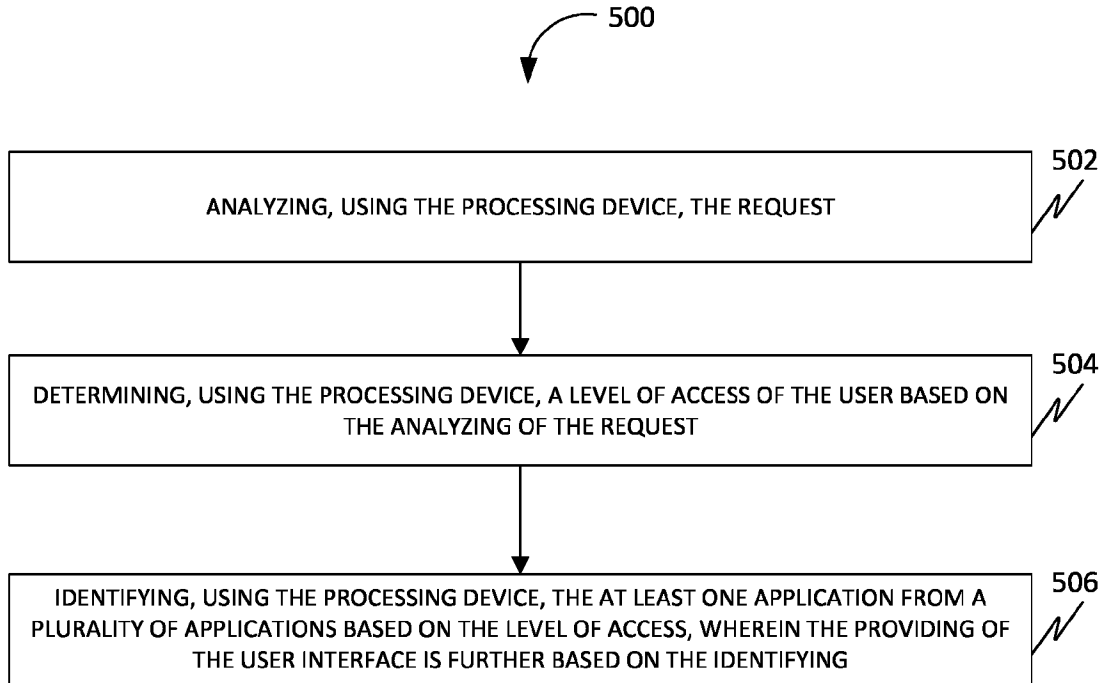 500
502
ANALYZING, USING THE PROCESSING DEVICE, THE REQUEST
504
DETERMINING, USING THE PROCESSING DEVICE, A LEVEL OF ACCESS OF THE USER BASED ON
THE ANALYZING OF THE REQUEST
506
IDENTIFYING, USING THE PROCESSING DEVICE, THE AT LEAST ONE APPLICATION FROM A
PLURALITY OF APPLICATIONS BASED ON THE LEVEL OF ACCESS, WHEREIN THE PROVIDING OF
THE USER INTERFACE IS FURTHER BASED ON THE IDENTIFYING